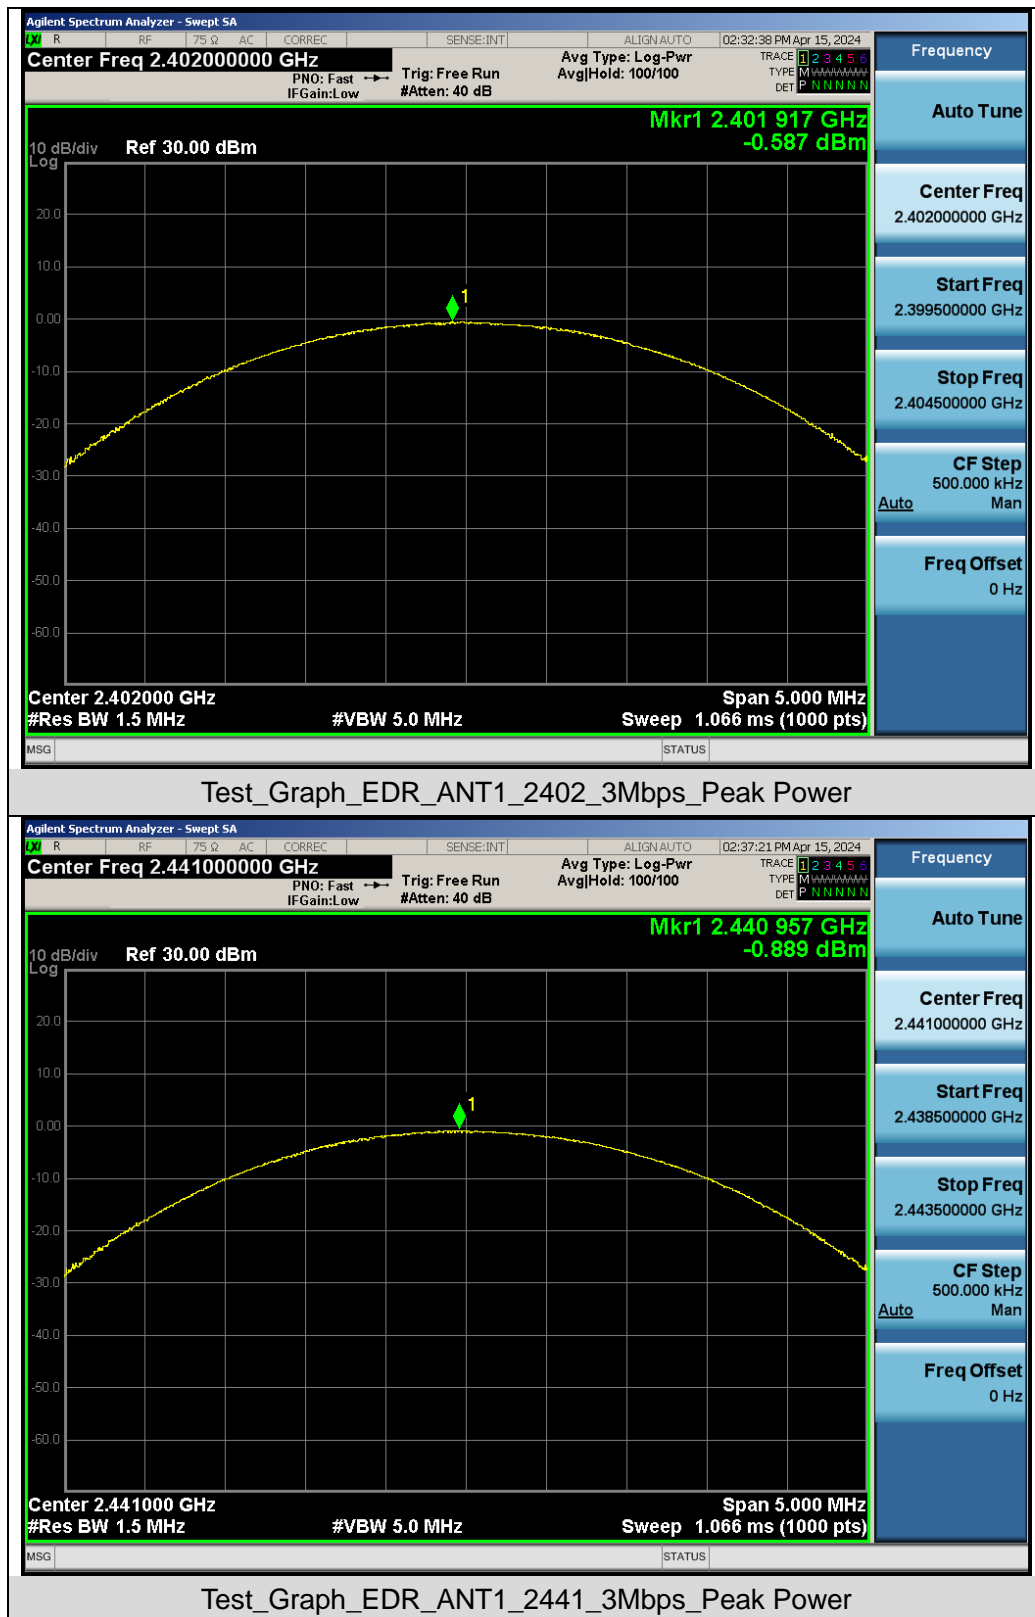 Agilent Spectrum Analyzer - Swept SA
LXI R RF 75 Ω AC CORREC SENSE:INT ALIGN AUTO 02:32:38 PM Apr 15, 2024
Center Freq 2.402000000 GHz
PNO: Fast
IFGain:Low
Trig: Free Run
#Atten: 40 dB
Avg Type: Log-Pwr
Avg|Hold: 100/100
TRACE 1 2 3 4 5 6
TYPE M WWWWW
DET P N N N N N
Mkr1 2.401 917 GHz
-0.587 dBm
10 dB/div
Log
Ref 30.00 dBm
20.0
10.0
0.00
-10.0
-20.0
-30.0
-40.0
-50.0
-60.0
1
Center 2.402000 GHz
Span 5.000 MHz
#Res BW 1.5 MHz
#VBW 5.0 MHz
Sweep 1.066 ms (1000 pts)
MSG
STATUS
Frequency
Auto Tune
Center Freq
2.402000000 GHz
Start Freq
2.399500000 GHz
Stop Freq
2.404500000 GHz
CF Step
500.000 kHz
Auto Man
Freq Offset
0 Hz
Test_Graph_EDR_ANT1_2402_3Mbps_Peak Power
Agilent Spectrum Analyzer - Swept SA
LXI R RF 75 Ω AC CORREC SENSE:INT ALIGN AUTO 02:37:21 PM Apr 15, 2024
Center Freq 2.441000000 GHz
PNO: Fast
IFGain:Low
Trig: Free Run
#Atten: 40 dB
Avg Type: Log-Pwr
Avg|Hold: 100/100
TRACE 1 2 3 4 5 6
TYPE M WWWWW
DET P N N N N N
Mkr1 2.440 957 GHz
-0.889 dBm
10 dB/div
Log
Ref 30.00 dBm
20.0
10.0
0.00
-10.0
-20.0
-30.0
-40.0
-50.0
-60.0
1
Center 2.441000 GHz
Span 5.000 MHz
#Res BW 1.5 MHz
#VBW 5.0 MHz
Sweep 1.066 ms (1000 pts)
MSG
STATUS
Frequency
Auto Tune
Center Freq
2.441000000 GHz
Start Freq
2.438500000 GHz
Stop Freq
2.443500000 GHz
CF Step
500.000 kHz
Auto Man
Freq Offset
0 Hz
Test_Graph_EDR_ANT1_2441_3Mbps_Peak Power